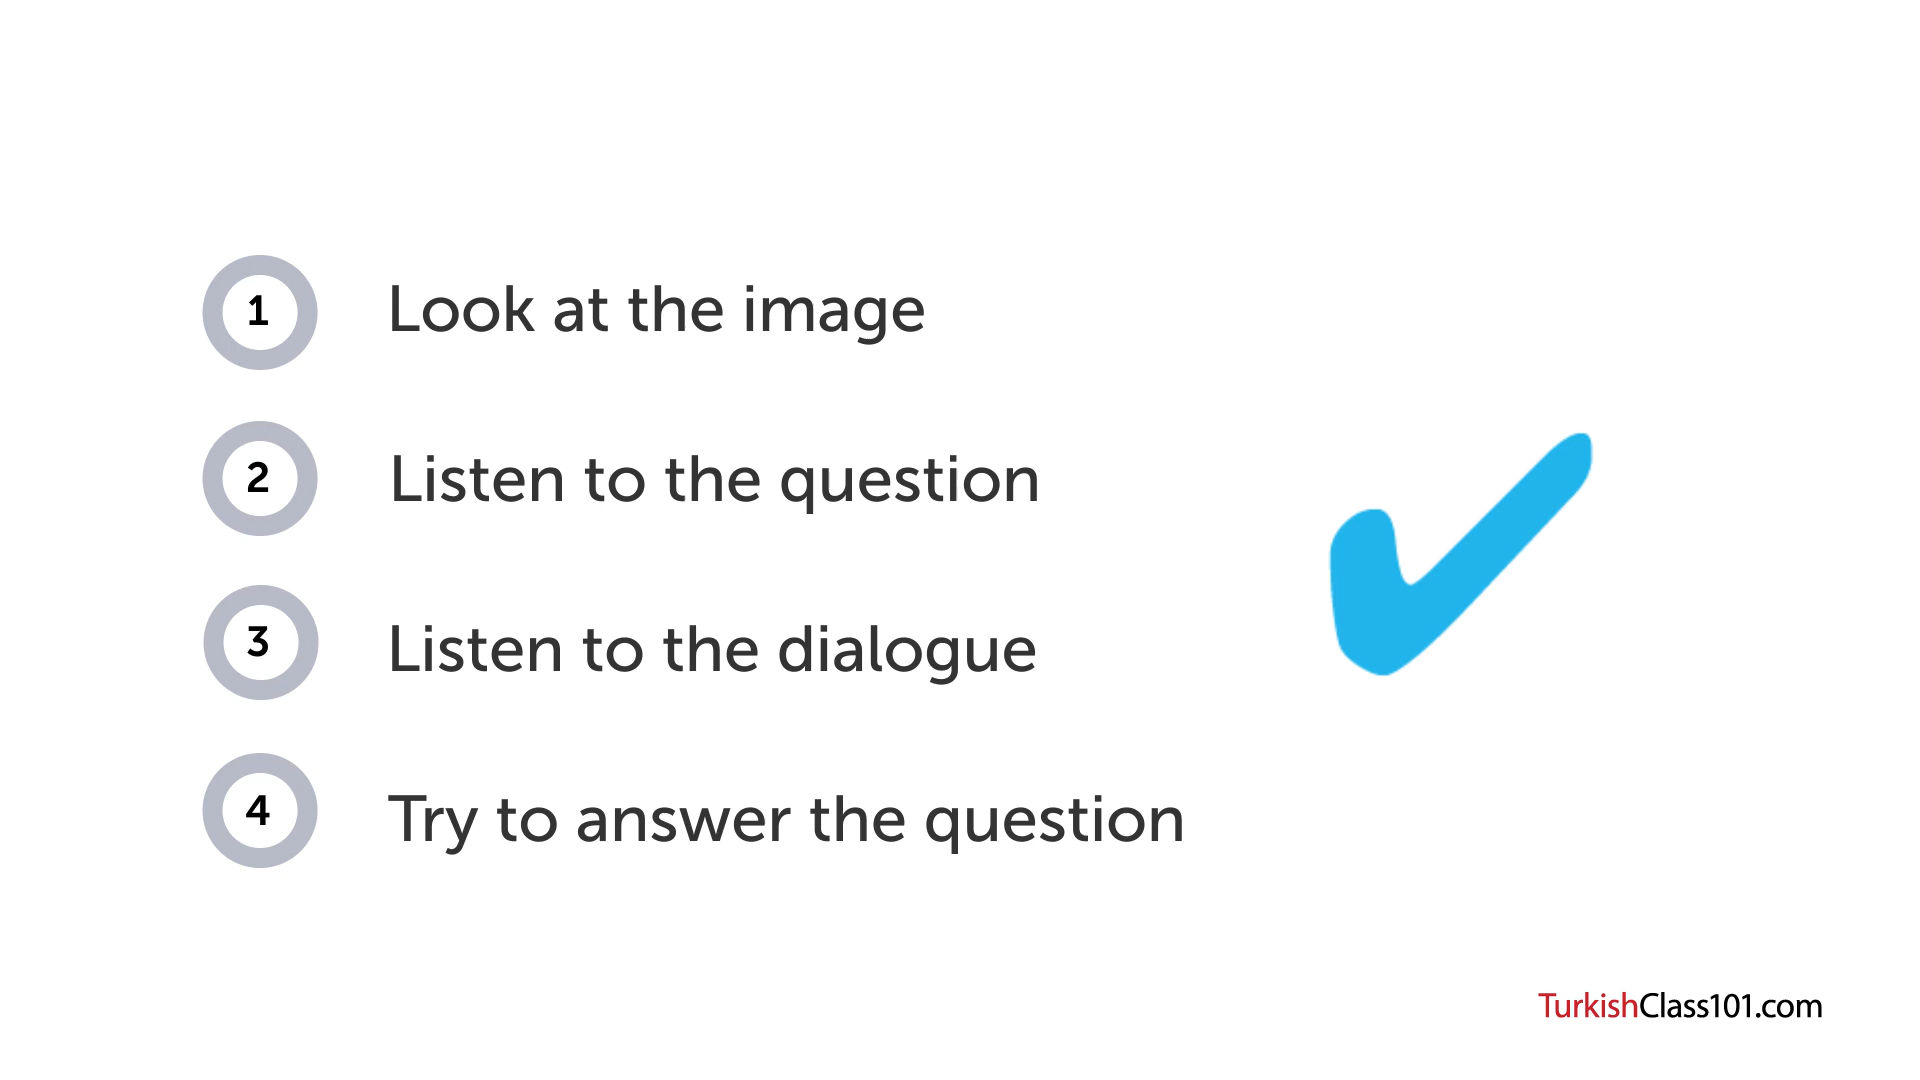 1 Look at the image
2 Listen to the question
3 Listen to the dialogue
4 Try to answer the question
TurkishClass101.com